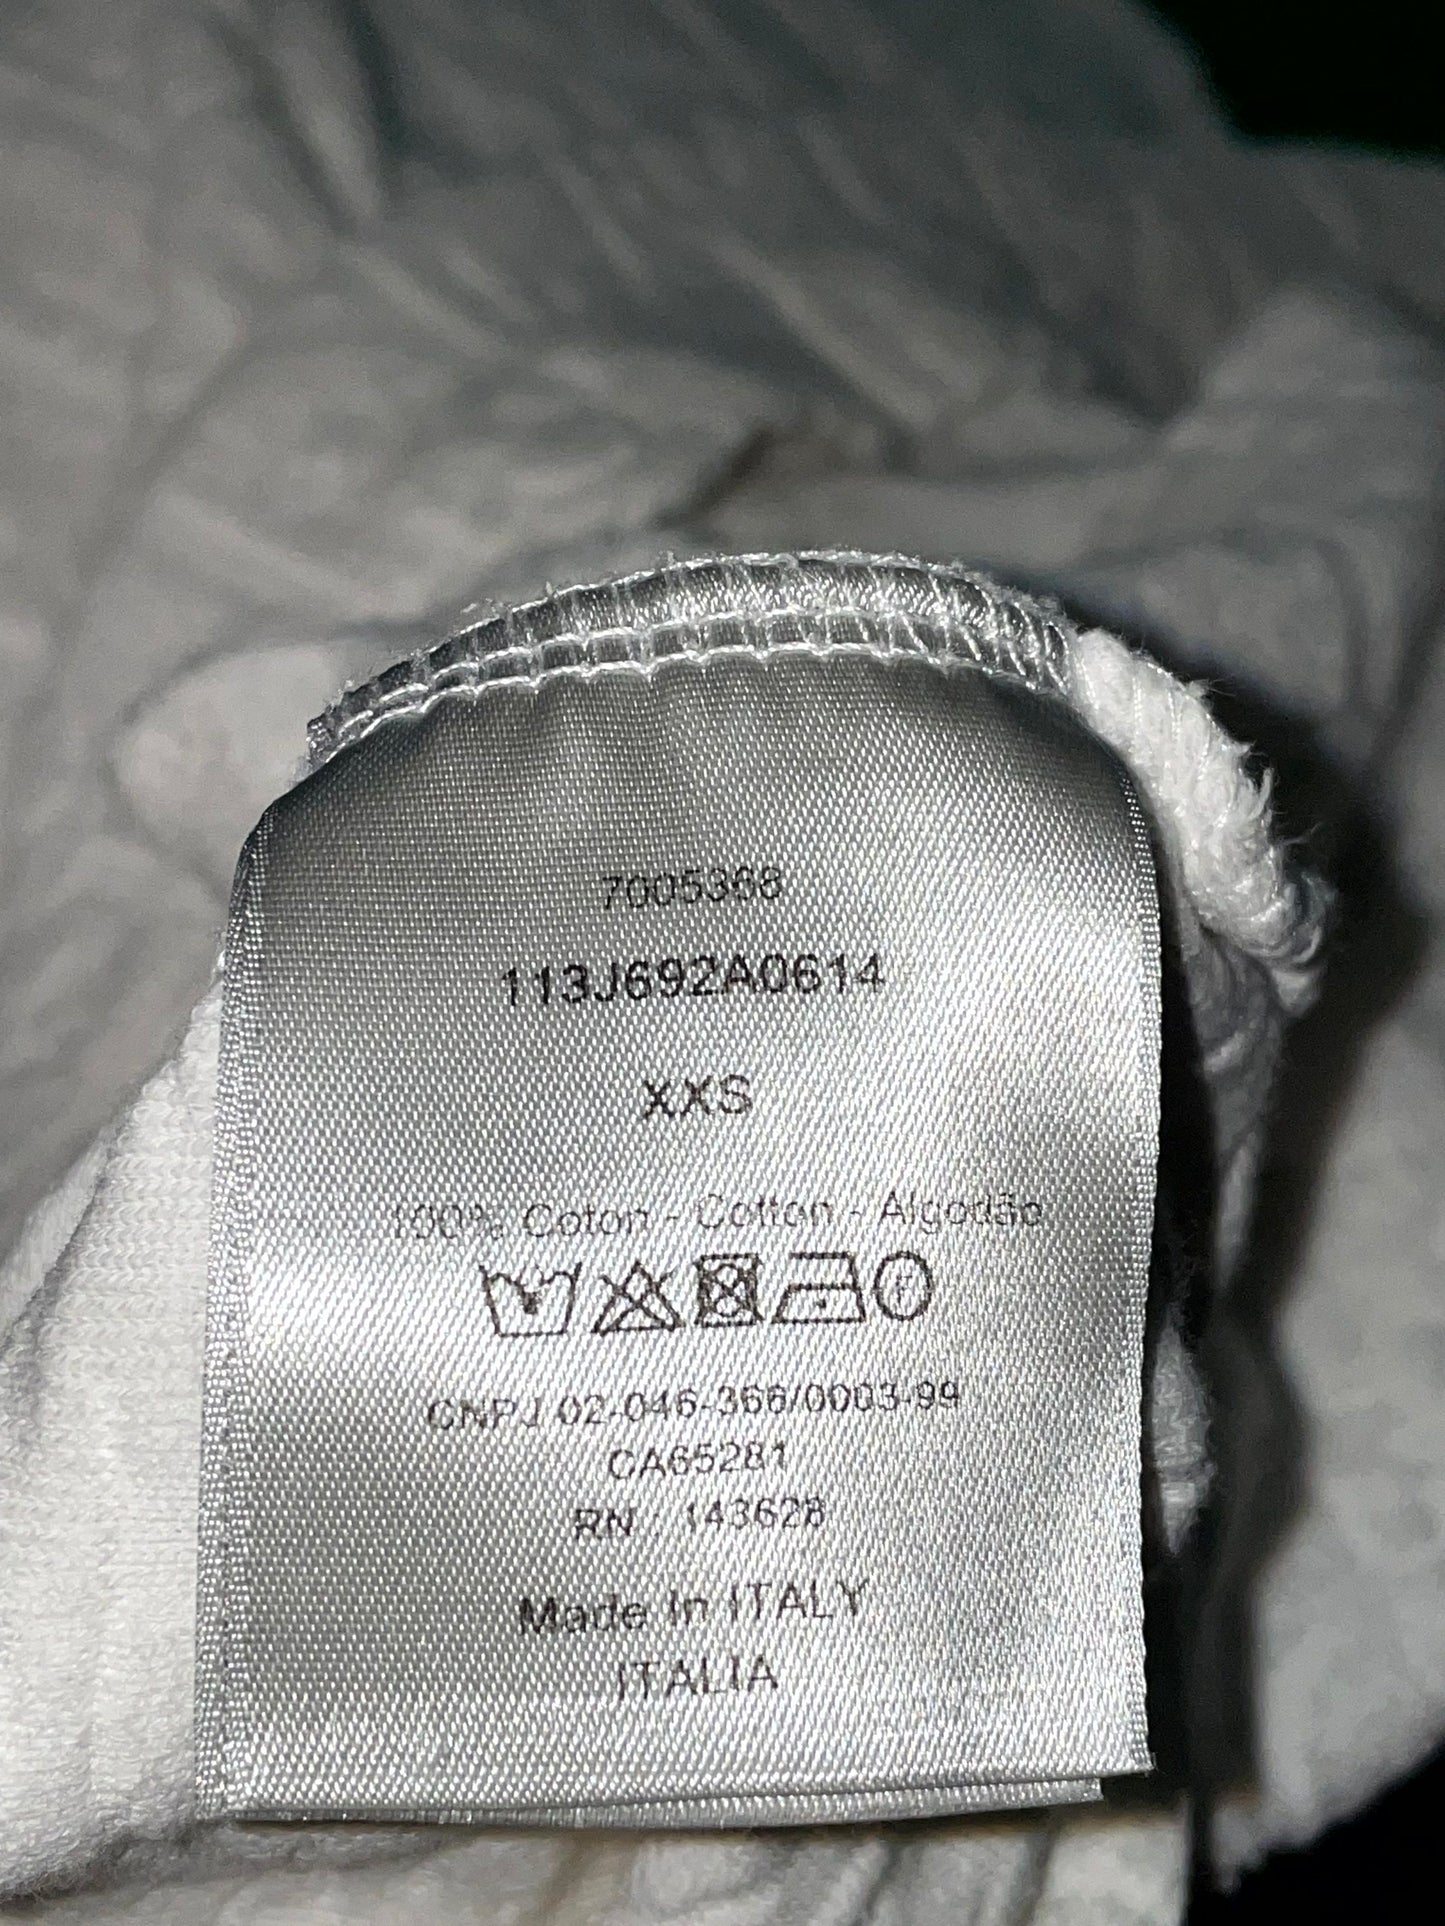 7005368
113J692A0614
XXS
100% Coton - Cotton - Algodão
F
CNPJ 02-046-366/0003-99
CA65281
RN : 143628
Made In ITALY
ITALIA